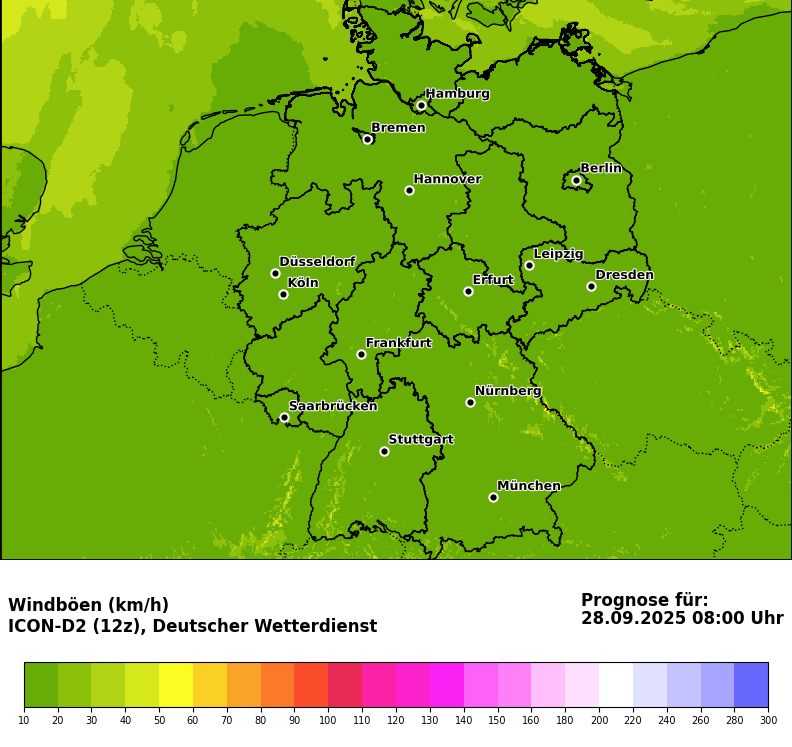 Hamburg
Bremen
Berlin
Hannover
Düsseldorf
Leipzig
Köln
Erfurt
Dresden
Frankfurt
Nürnberg
Saarbrücken
Stuttgart
München
Windböen (km/h)
ICON-D2 (12z), Deutscher Wetterdienst
Prognose für:
28.09.2025 08:00 Uhr
10 20 30 40 50 60 70 80 90 100 110 120 130 140 150 160 180 200 220 240 260 280 300